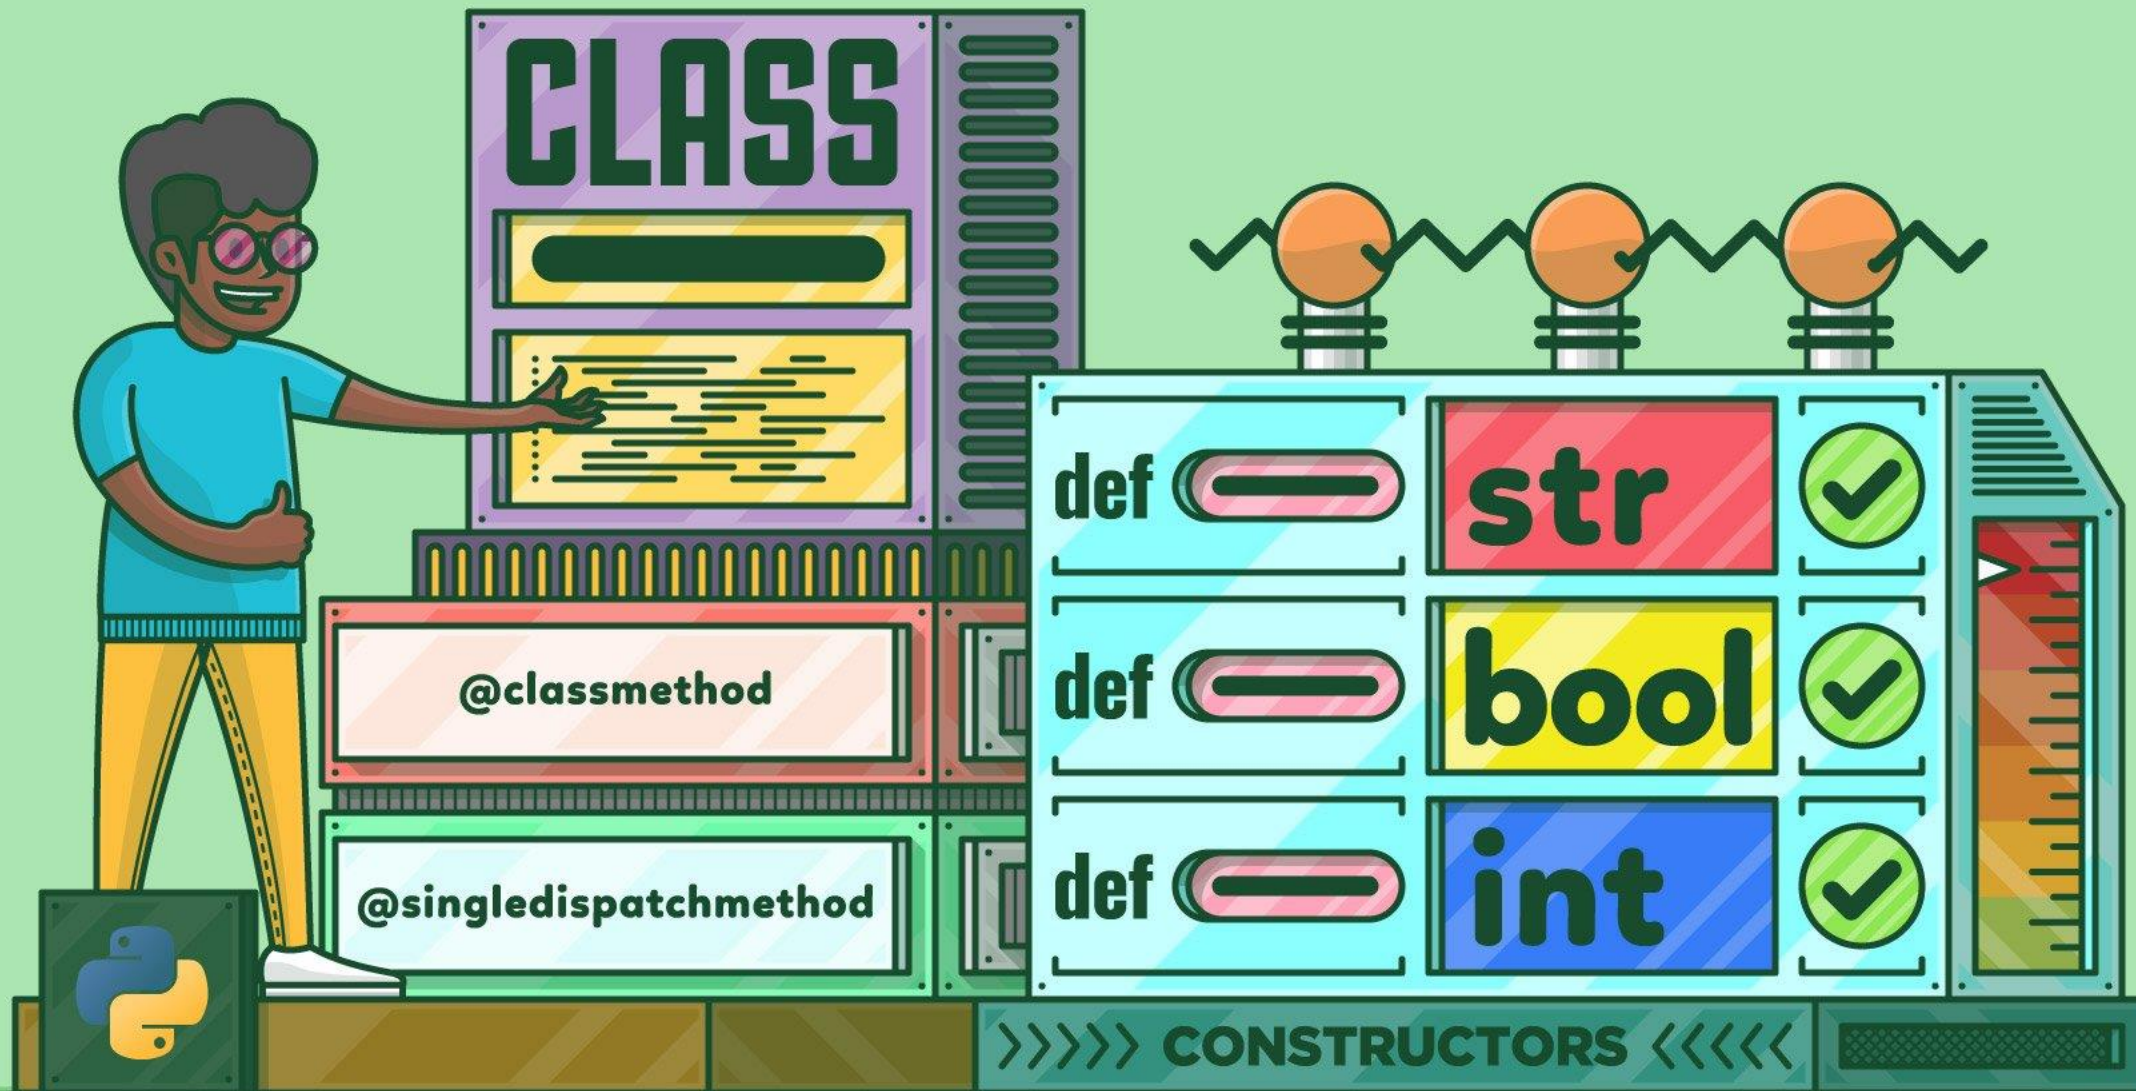 CLASS
@classmethod
@singledispatchmethod
def str
def bool
def int
>>>>> CONSTRUCTORS <<<<<